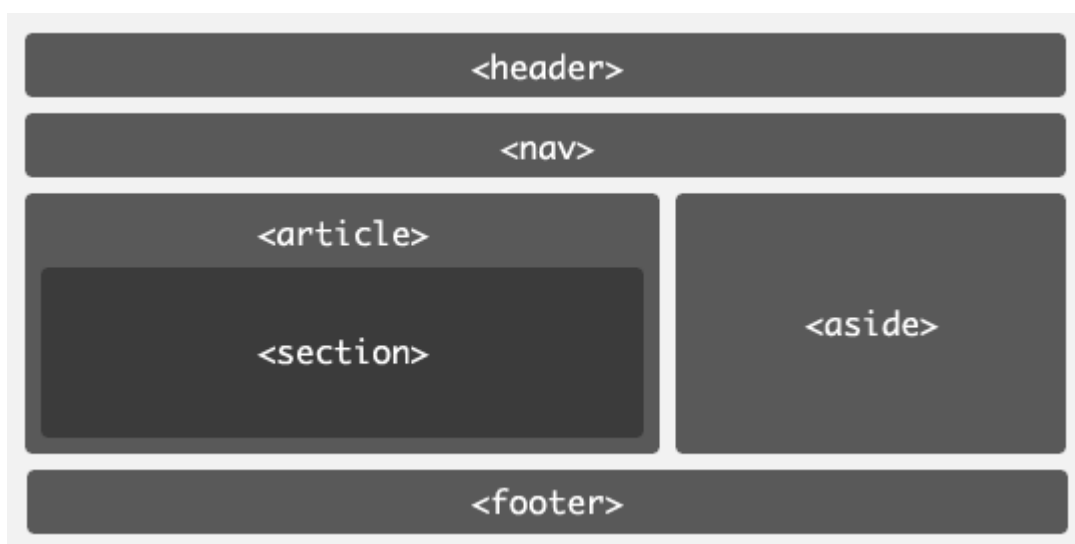 <header>
<nav>
<article>
<section>
<aside>
<footer>